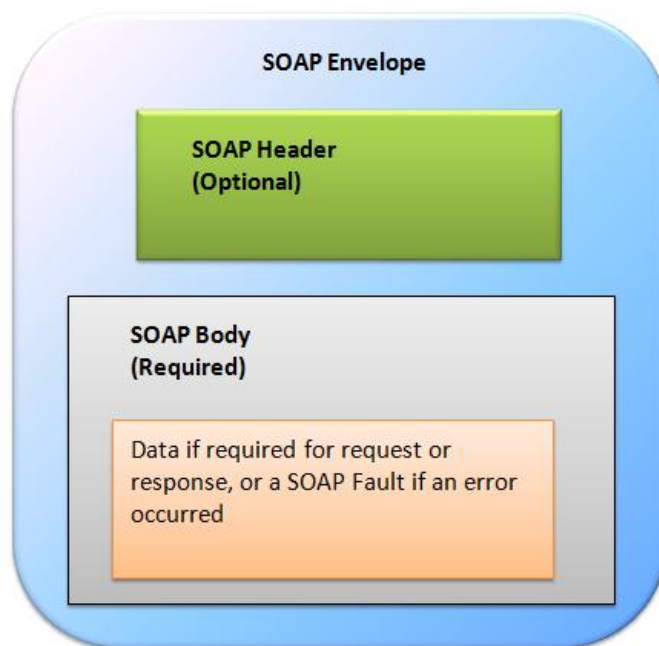 SOAP Envelope
SOAP Header
(Optional)
SOAP Body
(Required)
Data if required for request or
response, or a SOAP Fault if an error
occurred